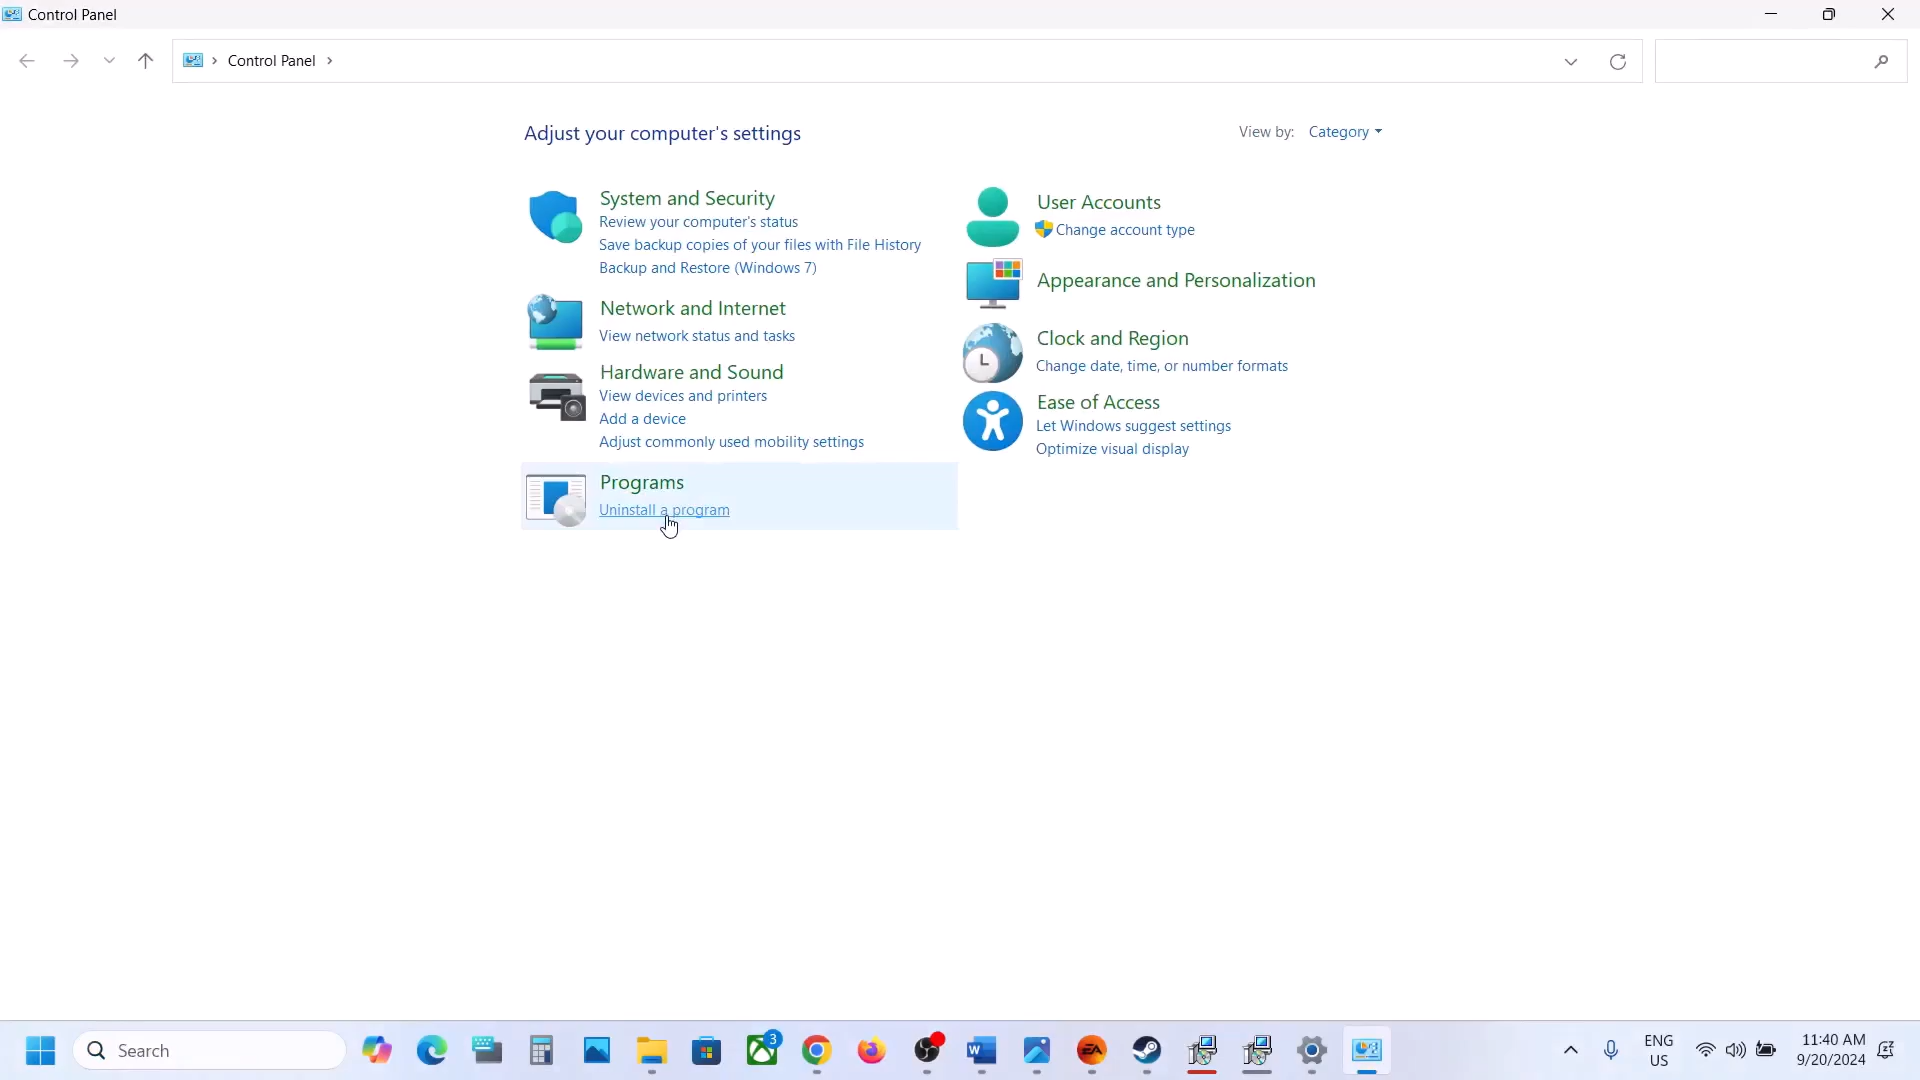 Control Panel
Control Panel
Adjust your computer's settings
View by: Category
System and Security
Review your computer's status
Save backup copies of your files with File History
Backup and Restore (Windows 7)
Network and Internet
View network status and tasks
Hardware and Sound
View devices and printers
Add a device
Adjust commonly used mobility settings
Programs
Uninstall a program
User Accounts
Change account type
Appearance and Personalization
Clock and Region
Change date, time, or number formats
Ease of Access
Let Windows suggest settings
Optimize visual display
Search
3
W
EA
ENG
US
11:40 AM
9/20/2024